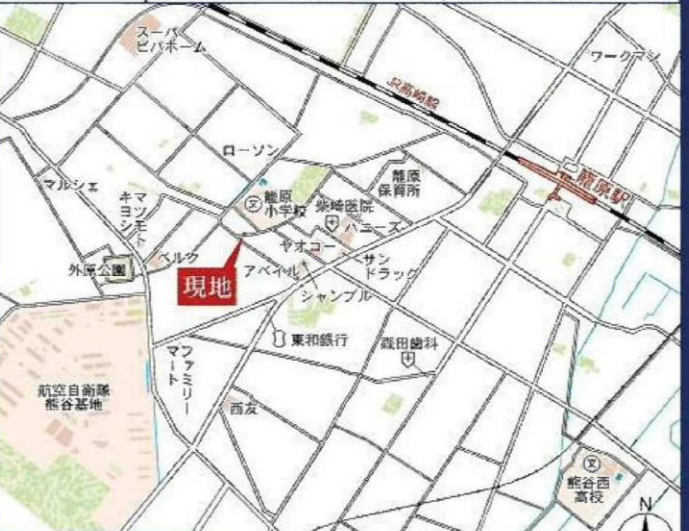 スーパー
ビバホーム
ワークマン
JR高崎線
ローソン
籠原
保育所
籠原駅
マルシェ
籠原
小学校
柴崎医院
ハニーズ
マツモト
キヨシ
ヤオコー
サン
ドラッグ
ベルク
外原公園
アベイル
現地
シャンブル
東和銀行
森田歯科
ファミリー
マート
航空自衛隊
熊谷基地
西友
熊谷西
高校
N